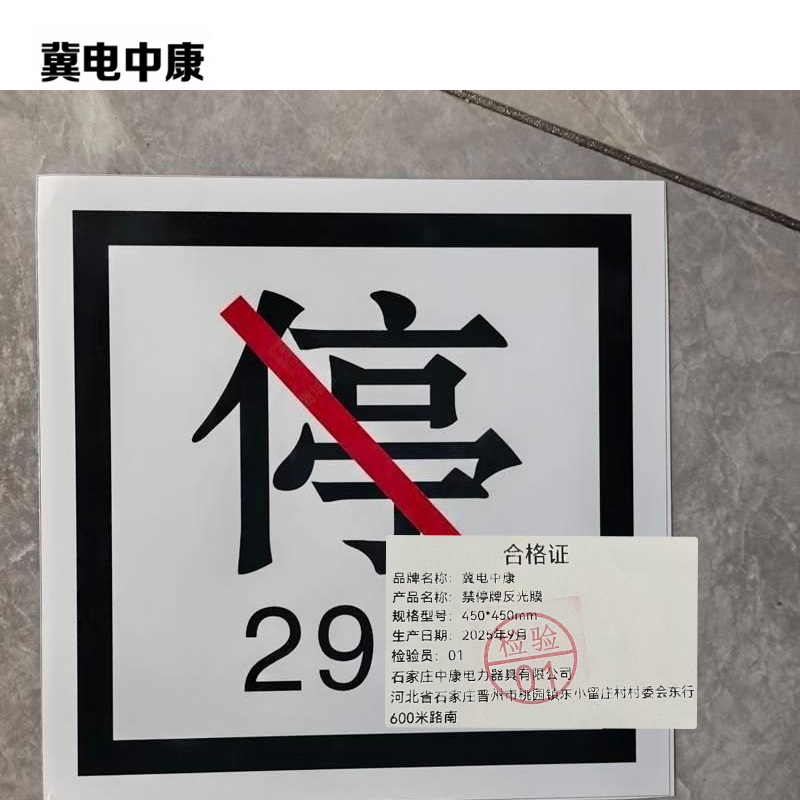 冀电中康
停
29
合格证
品牌名称：冀电中康
产品名称：禁停牌反光膜
规格型号：450*450mm
生产日期：2025年9月
检验员：01
石家庄中康电力器具有限公司
河北省石家庄晋州市桃园镇东小留庄村村委会东行
600米路南
检验
01